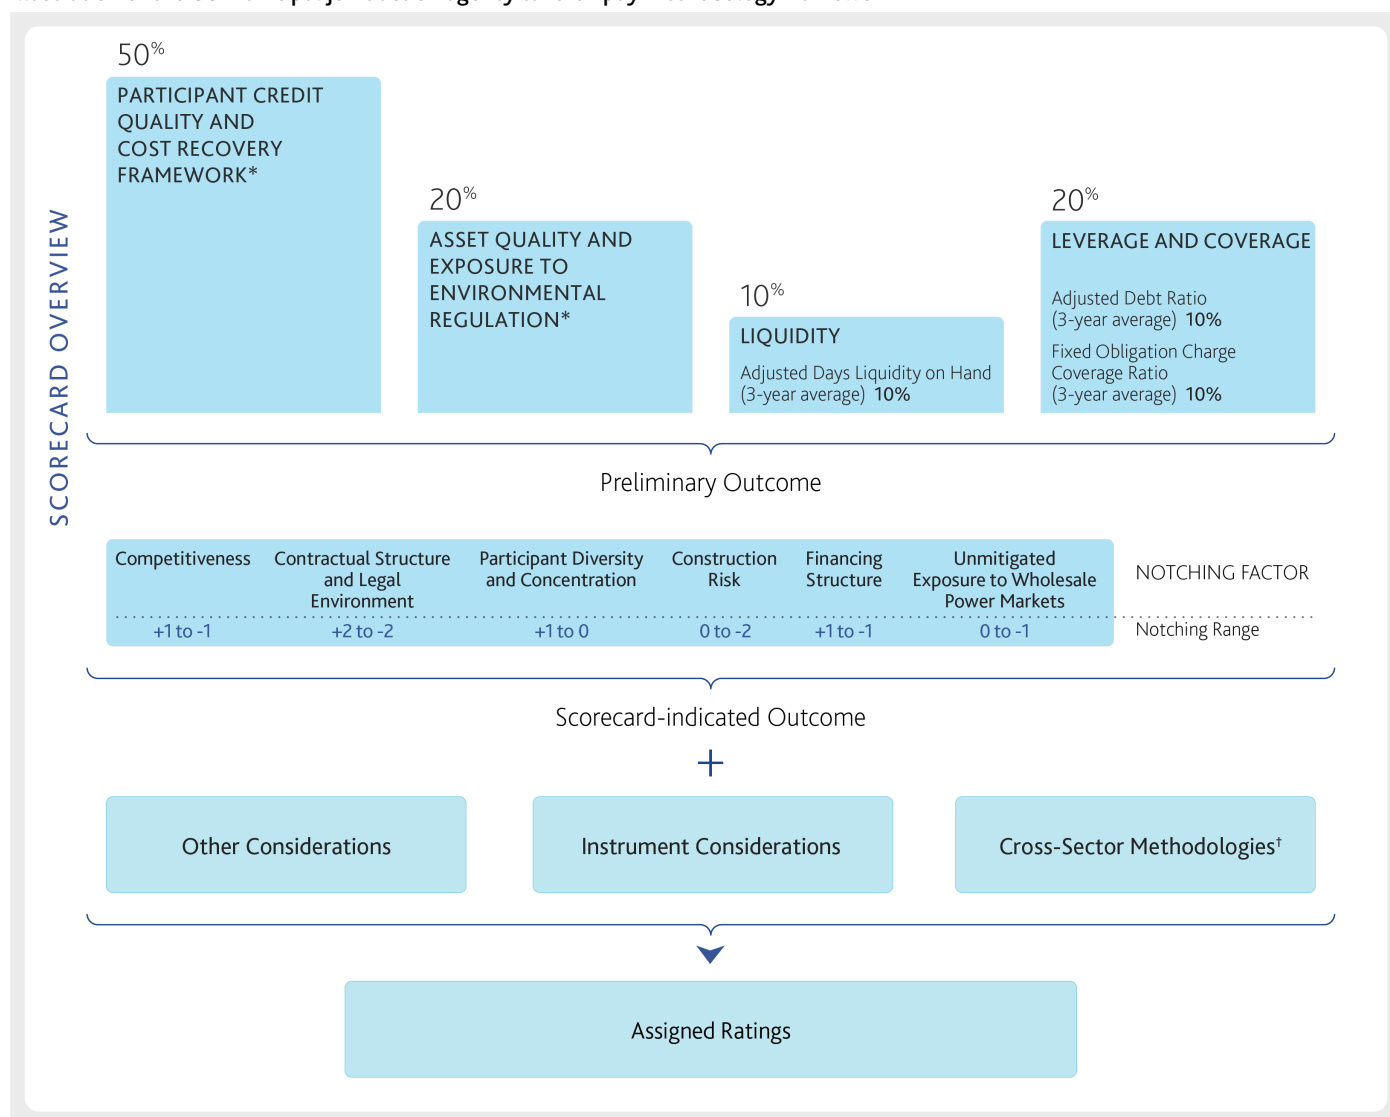 50%
PARTICIPANT CREDIT
QUALITY AND
COST RECOVERY
FRAMEWORK*
20%
ASSET QUALITY AND
EXPOSURE TO
ENVIRONMENTAL
REGULATION*
10%
LIQUIDITY
Adjusted Days Liquidity on Hand
(3-year average) 10%
20%
LEVERAGE AND COVERAGE
Adjusted Debt Ratio
(3-year average) 10%
Fixed Obligation Charge
Coverage Ratio
(3-year average) 10%
SCORECARD OVERVIEW
Preliminary Outcome
Competitiveness
Contractual Structure
and Legal
Environment
Participant Diversity
and Concentration
Construction
Risk
Financing
Structure
Unmitigated
Exposure to Wholesale
Power Markets
NOTCHING FACTOR
+1 to -1
+2 to -2
+1 to 0
0 to -2
+1 to -1
0 to -1
Notching Range
Scorecard-indicated Outcome
+
Other Considerations
Instrument Considerations
Cross-Sector Methodologies†
Assigned Ratings